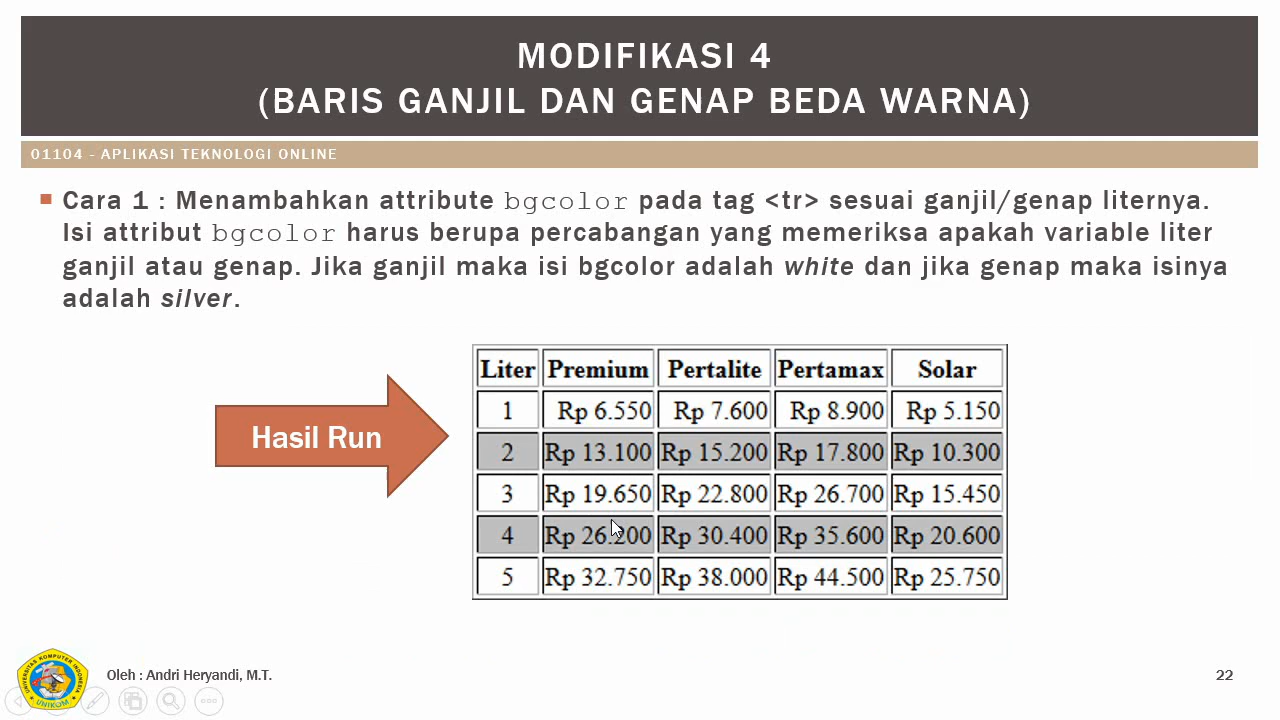 MODIFIKASI 4
(BARIS GANJIL DAN GENAP BEDA WARNA)
01104 - APLIKASI TEKNOLOGI ONLINE
Cara 1 : Menambahkan attribute bgcolor pada tag <tr> sesuai ganjil/genap liternya.
Isi attribut bgcolor harus berupa percabangan yang memeriksa apakah variable liter
ganjil atau genap. Jika ganjil maka isi bgcolor adalah white dan jika genap maka isinya
adalah silver.
Hasil Run
Liter Premium Pertalite Pertamax Solar
1 Rp 6.550 Rp 7.600 Rp 8.900 Rp 5.150
2 Rp 13.100 Rp 15.200 Rp 17.800 Rp 10.300
3 Rp 19.650 Rp 22.800 Rp 26.700 Rp 15.450
4 Rp 26.200 Rp 30.400 Rp 35.600 Rp 20.600
5 Rp 32.750 Rp 38.000 Rp 44.500 Rp 25.750
UNIVERSITAS KOMPUTER INDONESIA
UNIKOM
Oleh : Andri Heryandi, M.T.
22